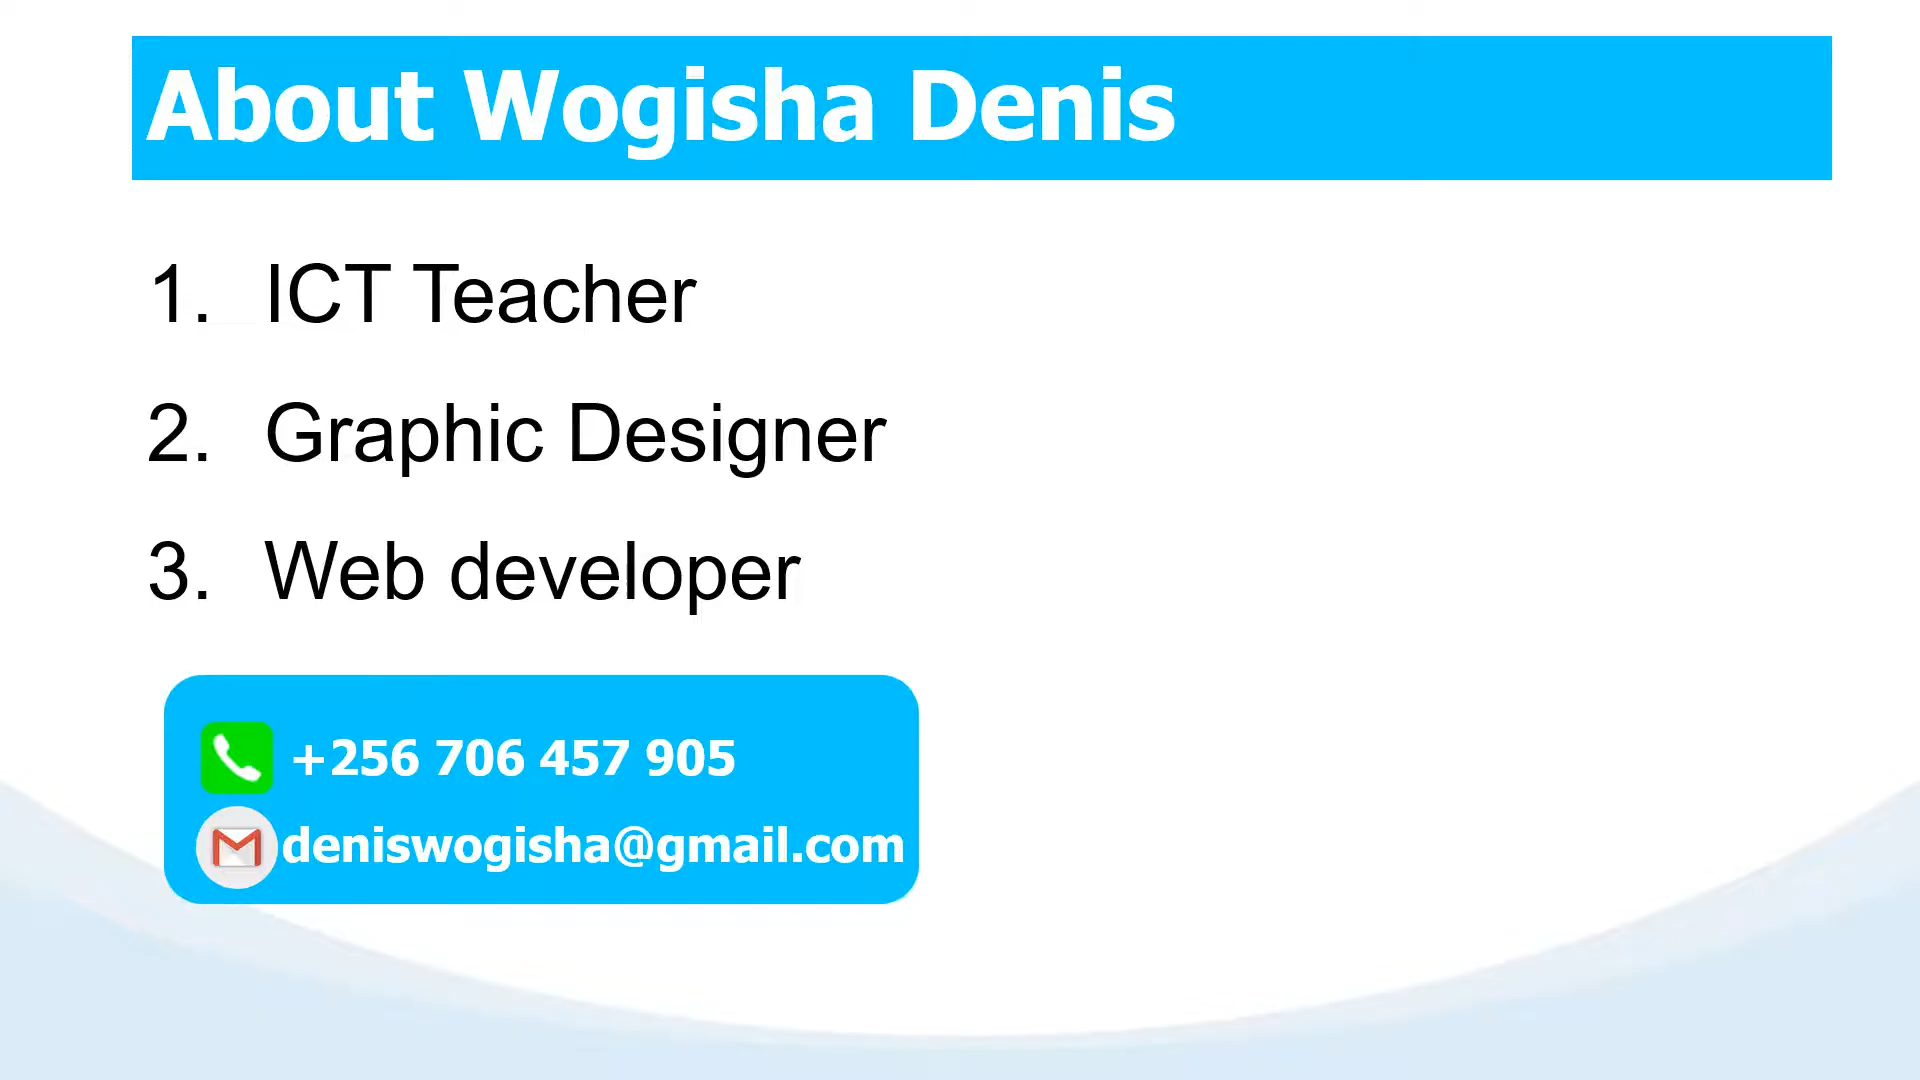 About Wogisha Denis
1. ICT Teacher
2. Graphic Designer
3. Web developer
+256 706 457 905
deniswogisha@gmail.com